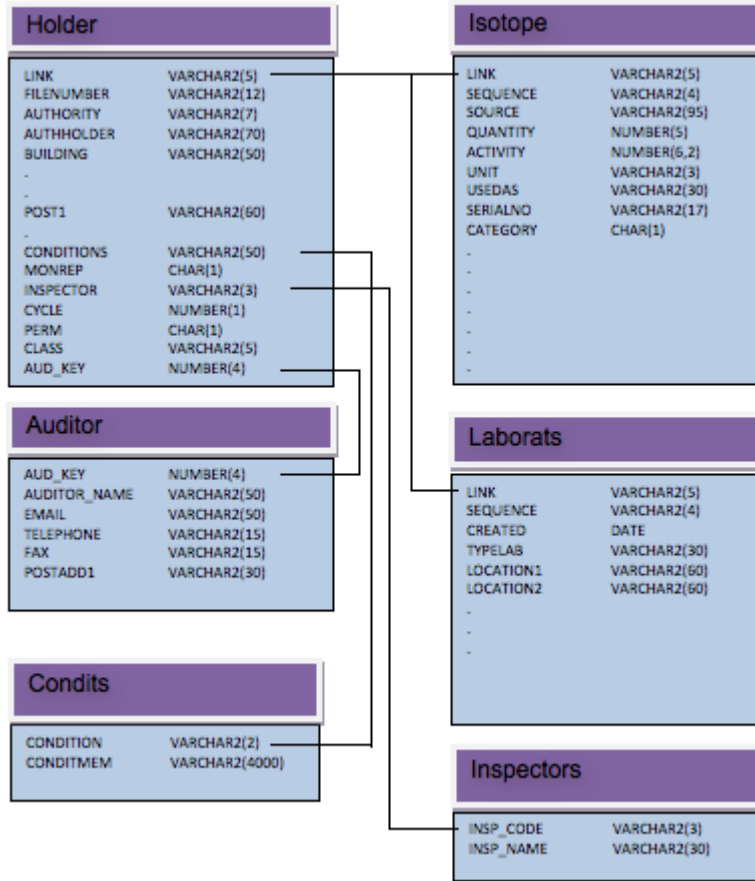 Holder
LINK VARCHAR2(5)
FILENUMBER VARCHAR2(12)
AUTHORITY VARCHAR2(7)
AUTHHOLDER VARCHAR2(70)
BUILDING VARCHAR2(50)
-
-
POST1 VARCHAR2(60)
-
CONDITIONS VARCHAR2(50)
MONREP CHAR(1)
INSPECTOR VARCHAR2(3)
CYCLE NUMBER(1)
PERM CHAR(1)
CLASS VARCHAR2(5)
AUD_KEY NUMBER(4)
Auditor
AUD_KEY NUMBER(4)
AUDITOR_NAME VARCHAR2(50)
EMAIL VARCHAR2(50)
TELEPHONE VARCHAR2(15)
FAX VARCHAR2(15)
POSTADD1 VARCHAR2(30)
Condits
CONDITION VARCHAR2(2)
CONDITMEM VARCHAR2(4000)
Isotope
LINK VARCHAR2(5)
SEQUENCE VARCHAR2(4)
SOURCE VARCHAR2(95)
QUANTITY NUMBER(5)
ACTIVITY NUMBER(6,2)
UNIT VARCHAR2(3)
USEDAS VARCHAR2(30)
SERIALNO VARCHAR2(17)
CATEGORY CHAR(1)
-
-
-
-
-
-
-
Laborats
LINK VARCHAR2(5)
SEQUENCE VARCHAR2(4)
CREATED DATE
TYPELAB VARCHAR2(30)
LOCATION1 VARCHAR2(60)
LOCATION2 VARCHAR2(60)
-
-
-
Inspectors
INSP_CODE VARCHAR2(3)
INSP_NAME VARCHAR2(30)